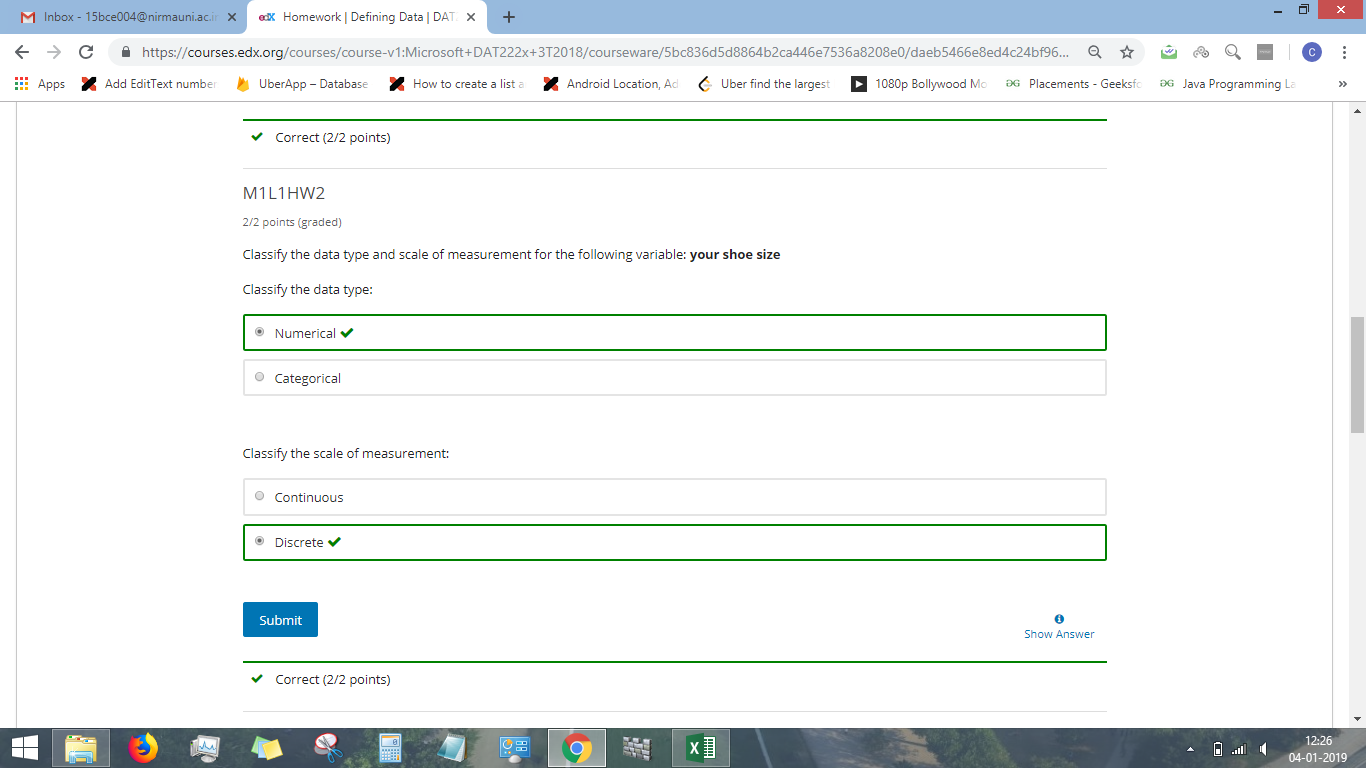 Inbox - 15bce004@nirmauni.ac.i
edX Homework | Defining Data | DAT
https://courses.edx.org/courses/course-v1:Microsoft+DAT222x+3T2018/courseware/5bc836d5d8864b2ca446e7536a8208e0/daeb5466e8ed4c24bf96...
C
Apps Add EditText number UberApp – Database How to create a list a Android Location, Ad Uber find the largest 1080p Bollywood Mo Placements - Geeksfo Java Programming La »
Correct (2/2 points)
M1L1HW2
2/2 points (graded)
Classify the data type and scale of measurement for the following variable: your shoe size
Classify the data type:
Numerical
Categorical
Classify the scale of measurement:
Continuous
Discrete
Submit
Show Answer
Correct (2/2 points)
12:26
04-01-2019